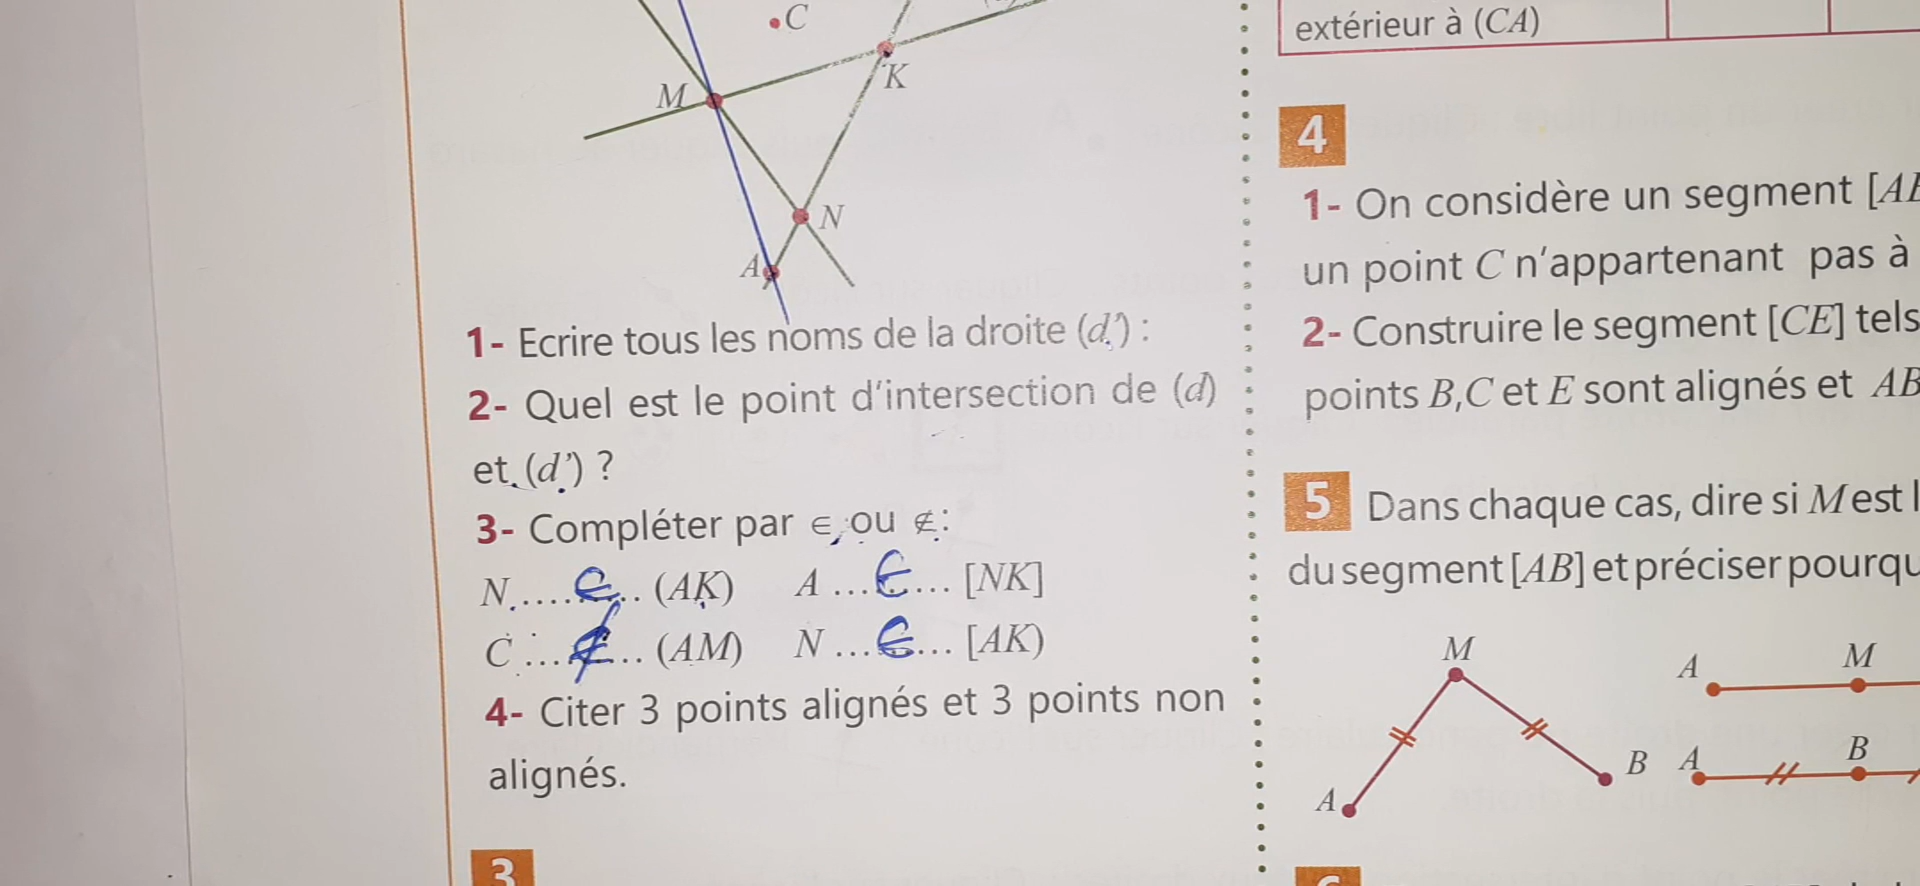 C
K
M
N
A
1- Ecrire tous les noms de la droite (d’) :
2- Quel est le point d’intersection de (d)
et (d’) ?
3- Compléter par ∈ ou ∉:
N ....∈.... (AK) A ...∈.... [NK]
C ...∉.... (AM) N ...∈.... [AK)
4- Citer 3 points alignés et 3 points non
alignés.
3
extérieur à (CA)
4
1- On considère un segment [AB
un point C n’appartenant pas à
2- Construire le segment [CE] tels
points B,C et E sont alignés et AB
5 Dans chaque cas, dire si M est l
du segment [AB] et préciser pourqu
M
A
B
A M
A B